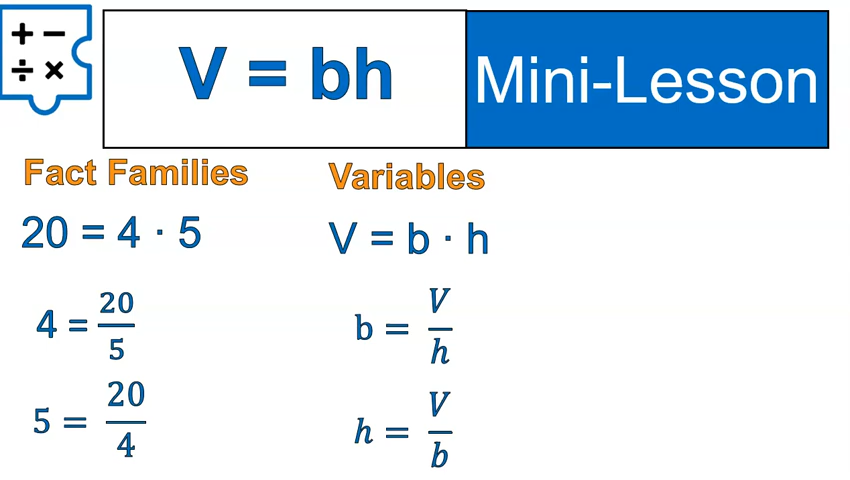 + −
÷ ×
V = bh
Mini-Lesson
Fact Families
20 = 4 · 5
4 = 20/5
5 = 20/4
Variables
V = b · h
b = V/h
h = V/b